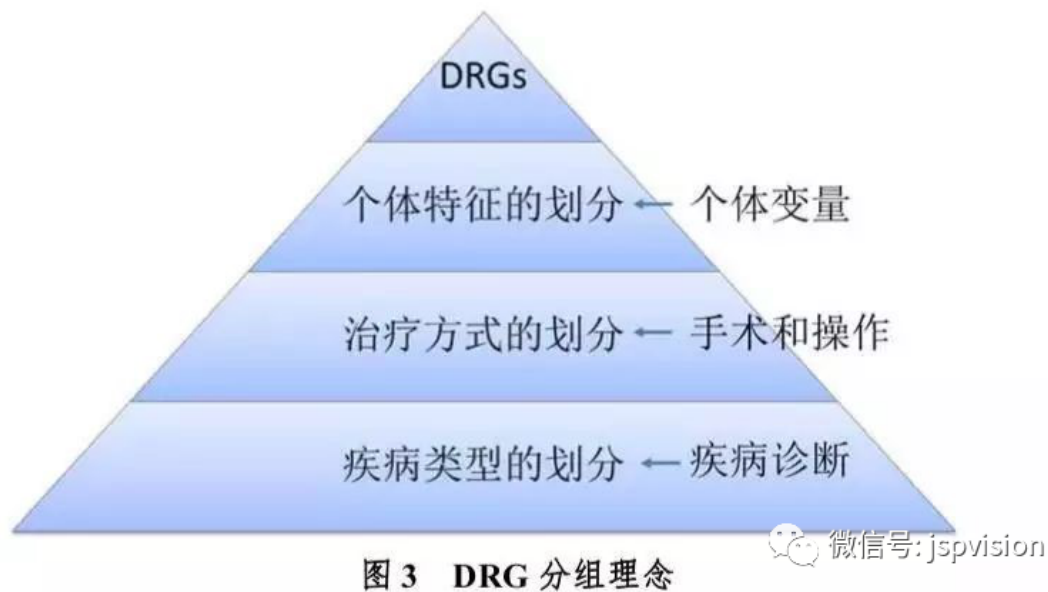 DRGs
个体特征的划分 ← 个体变量
治疗方式的划分 ← 手术和操作
疾病类型的划分 ← 疾病诊断
微信号: jspvision
图 3 DRG 分组理念